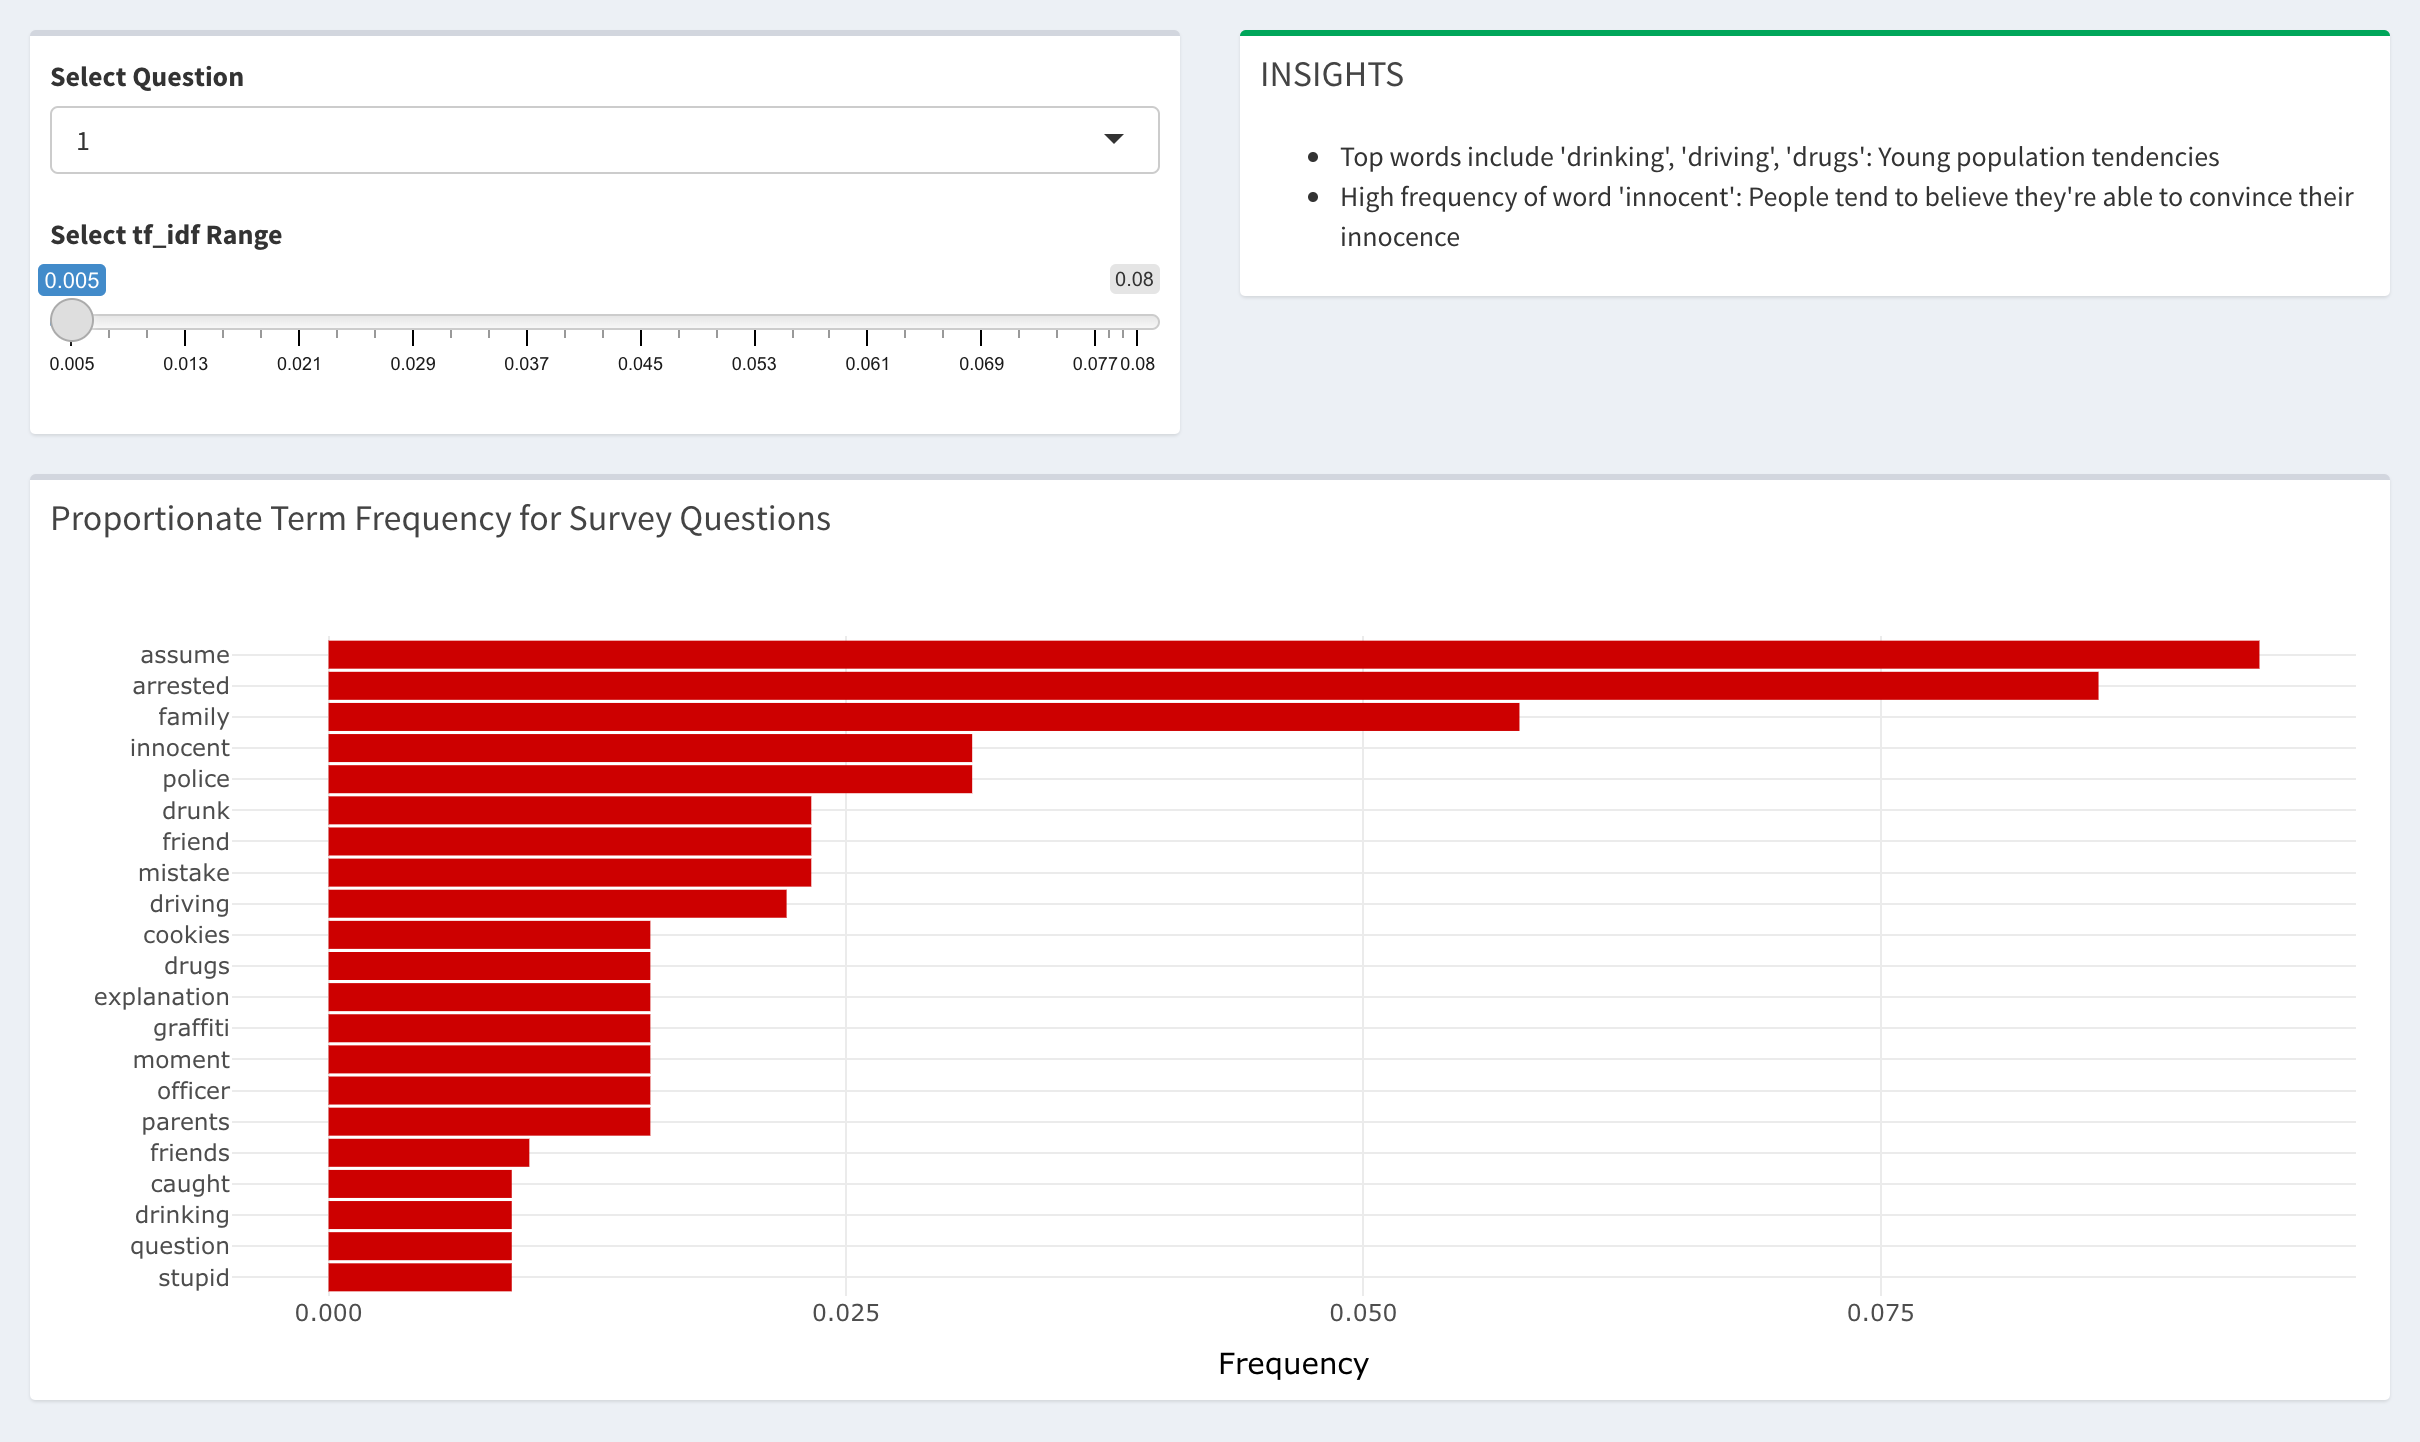 Select Question
1
Select tf_idf Range
0.005
0.08
0.005 0.013 0.021 0.029 0.037 0.045 0.053 0.061 0.069 0.077 0.08
INSIGHTS
Top words include 'drinking', 'driving', 'drugs': Young population tendencies
High frequency of word 'innocent': People tend to believe they're able to convince their
innocence
Proportionate Term Frequency for Survey Questions
assume
arrested
family
innocent
police
drunk
friend
mistake
driving
cookies
drugs
explanation
graffiti
moment
officer
parents
friends
caught
drinking
question
stupid
0.000 0.025 0.050 0.075
Frequency